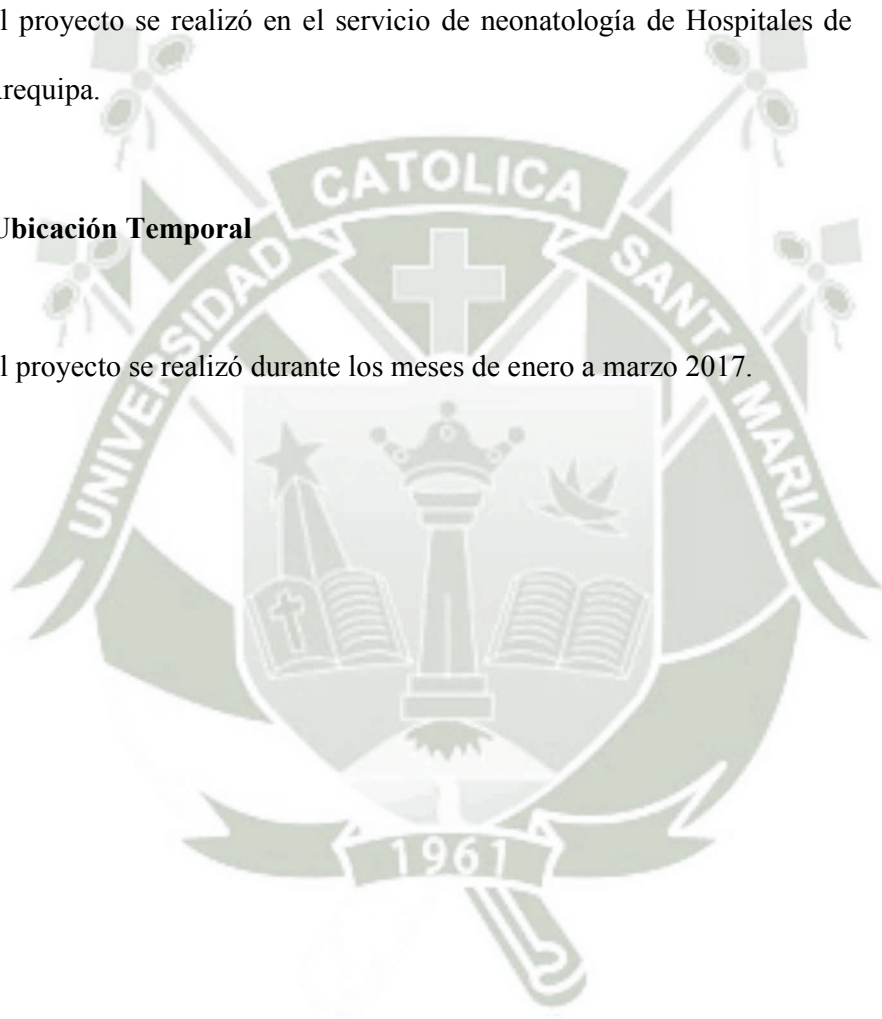 l proyecto se realizó en el servicio de neonatología de Hospitales de
requipa.
Ubicación Temporal
l proyecto se realizó durante los meses de enero a marzo 2017.
UNIVERSIDAD CATOLICA SANTA MARIA
1961